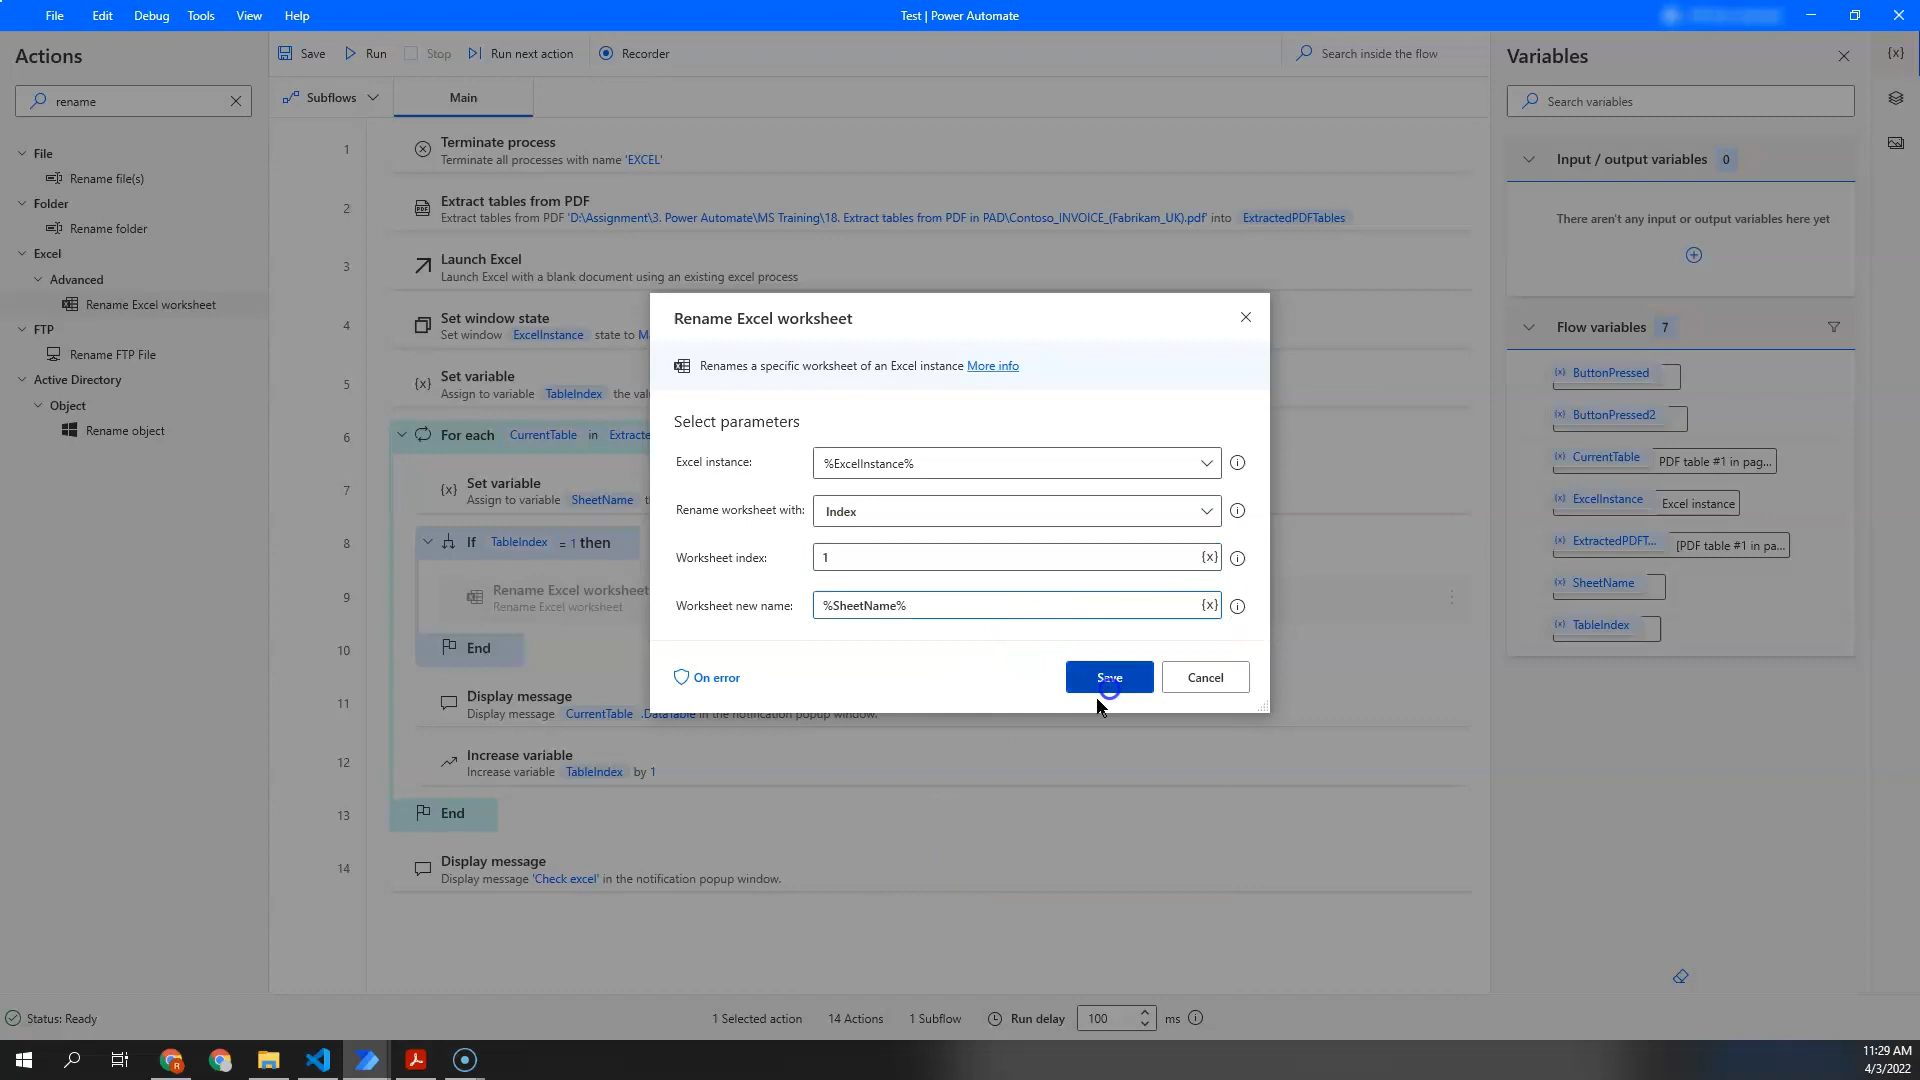 File Edit Debug Tools View Help
Test | Power Automate
Actions
rename
File
Rename file(s)
Folder
Rename folder
Excel
Advanced
Rename Excel worksheet
FTP
Rename FTP File
Active Directory
Object
Rename object
Save Run Stop Run next action Recorder
Search inside the flow
Subflows Main
1 Terminate process
Terminate all processes with name 'EXCEL'
2 Extract tables from PDF
Extract tables from PDF 'D:\Assignment\3. Power Automate\MS Training\18. Extract tables from PDF in PAD\Contoso_INVOICE_(Fabrikam_UK).pdf' into ExtractedPDFTables
3 Launch Excel
Launch Excel with a blank document using an existing excel process
4 Set window state
Set window ExcelInstance state to
5 Set variable
Assign to variable TableIndex the
6 For each CurrentTable in
7 Set variable
Assign to variable SheetName
8 If TableIndex = 1 then
9 Rename Excel worksheet
Rename Excel worksheet
10 End
11 Display message
Display message CurrentTable .DataTable in the notification popup window.
12 Increase variable
Increase variable TableIndex by 1
13 End
14 Display message
Display message 'Check excel' in the notification popup window.
Rename Excel worksheet
Renames a specific worksheet of an Excel instance More info
Select parameters
Excel instance: %ExcelInstance%
Rename worksheet with: Index
Worksheet index: 1 {x}
Worksheet new name: %SheetName% {x}
On error
Save Cancel
Variables
{x}
Search variables
Input / output variables 0
There aren't any input or output variables here yet
Flow variables 7
(x) ButtonPressed
(x) ButtonPressed2
(x) CurrentTable PDF table #1 in pag...
(x) ExcelInstance Excel instance
(x) ExtractedPDFT... [PDF table #1 in pa...
(x) SheetName
(x) TableIndex
Status: Ready
1 Selected action 14 Actions 1 Subflow Run delay 100 ms
11:29 AM
4/3/2022